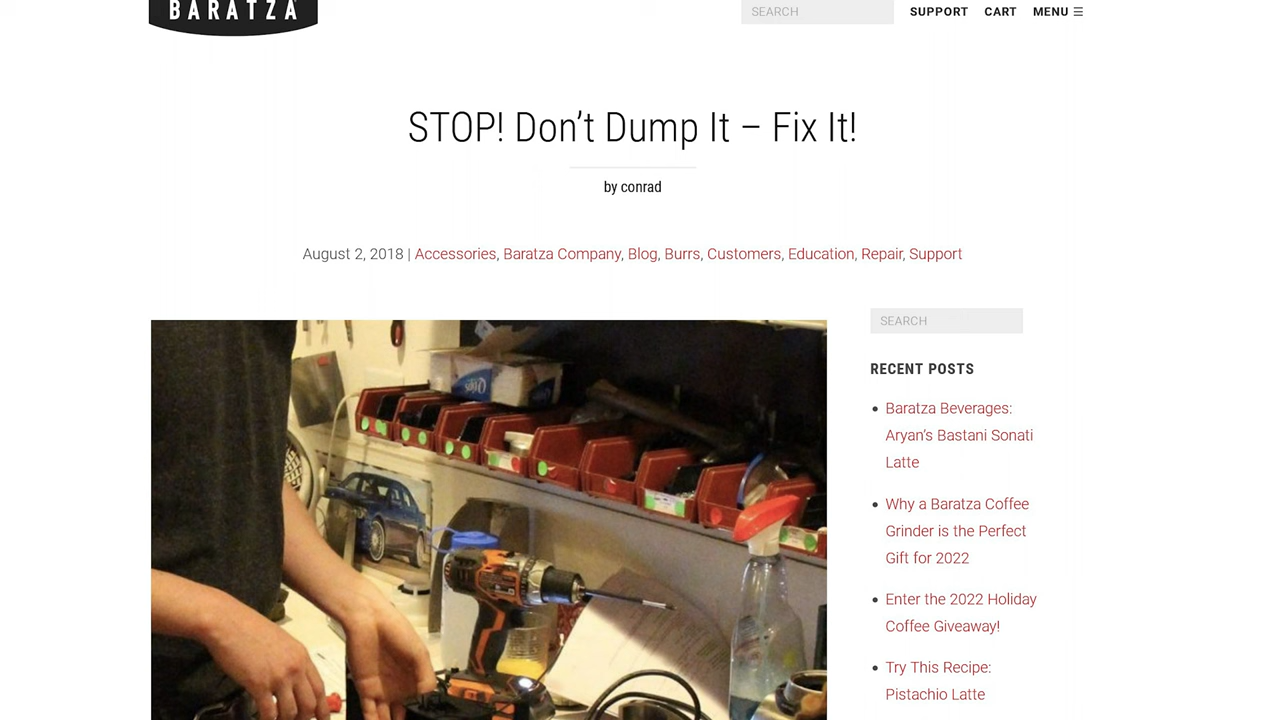 BARATZA
SEARCH
SUPPORT
CART
MENU ☰
STOP! Don’t Dump It – Fix It!
by conrad
August 2, 2018 | Accessories, Baratza Company, Blog, Burrs, Customers, Education, Repair, Support
SEARCH
RECENT POSTS
• Baratza Beverages:
Aryan’s Bastani Sonati
Latte
• Why a Baratza Coffee
Grinder is the Perfect
Gift for 2022
• Enter the 2022 Holiday
Coffee Giveaway!
• Try This Recipe:
Pistachio Latte